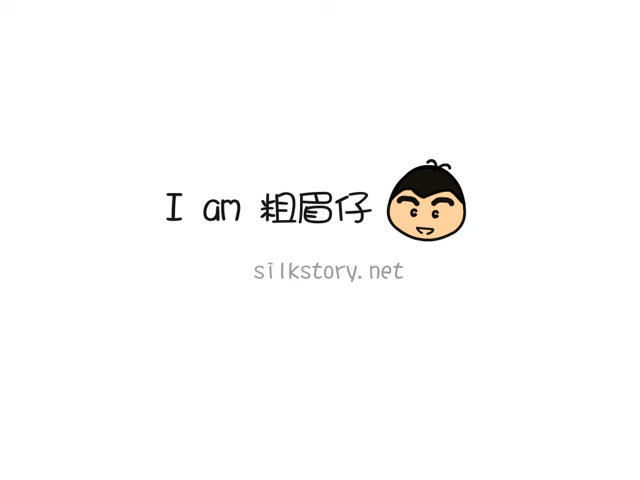 I am 粗眉仔
silkstory.net